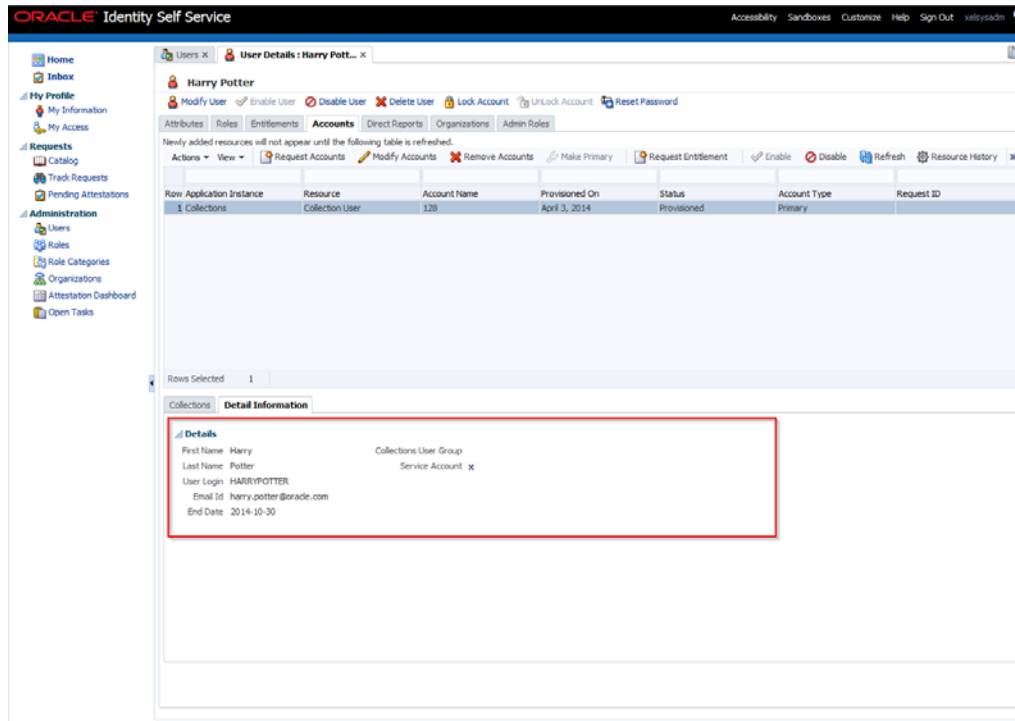 ORACLE Identity Self Service
Accessibility Sandboxes Customize Help Sign Out xelsysadm
Home
Inbox
My Profile
My Information
My Access
Requests
Catalog
Track Requests
Pending Attestations
Administration
Users
Roles
Role Categories
Organizations
Attestation Dashboard
Open Tasks
Users
User Details : Harry Pott...
Harry Potter
Modify User Enable User Disable User Delete User Lock Account UnLock Account Reset Password
Attributes Roles Entitlements Accounts Direct Reports Organizations Admin Roles
Newly added resources will not appear until the following table is refreshed.
Actions View Request Accounts Modify Accounts Remove Accounts Make Primary Request Entitlement Enable Disable Refresh Resource History
Row Application Instance Resource Account Name Provisioned On Status Account Type Request ID
1 Collections Collection User 128 April 3, 2014 Provisioned Primary
Rows Selected 1
Collections Detail Information
Details
First Name Harry Collections User Group
Last Name Potter Service Account x
User Login HARRYPOTTER
Email Id harry.potter@oracle.com
End Date 2014-10-30